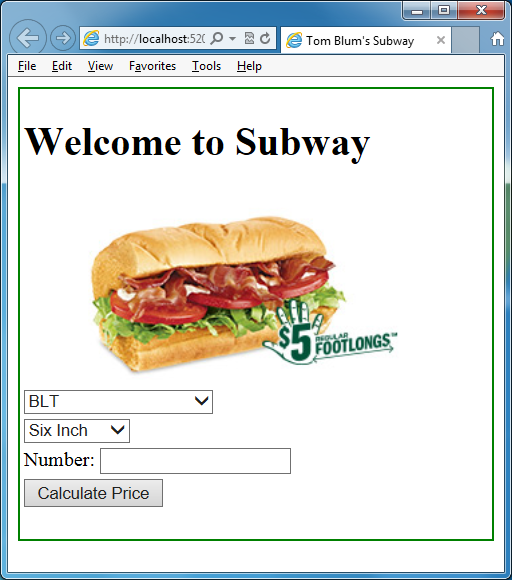 http://localhost:520
Tom Blum's Subway
File Edit View Favorites Tools Help
Welcome to Subway
$5 REGULAR FOOTLONGS™
BLT
Six Inch
Number:
Calculate Price